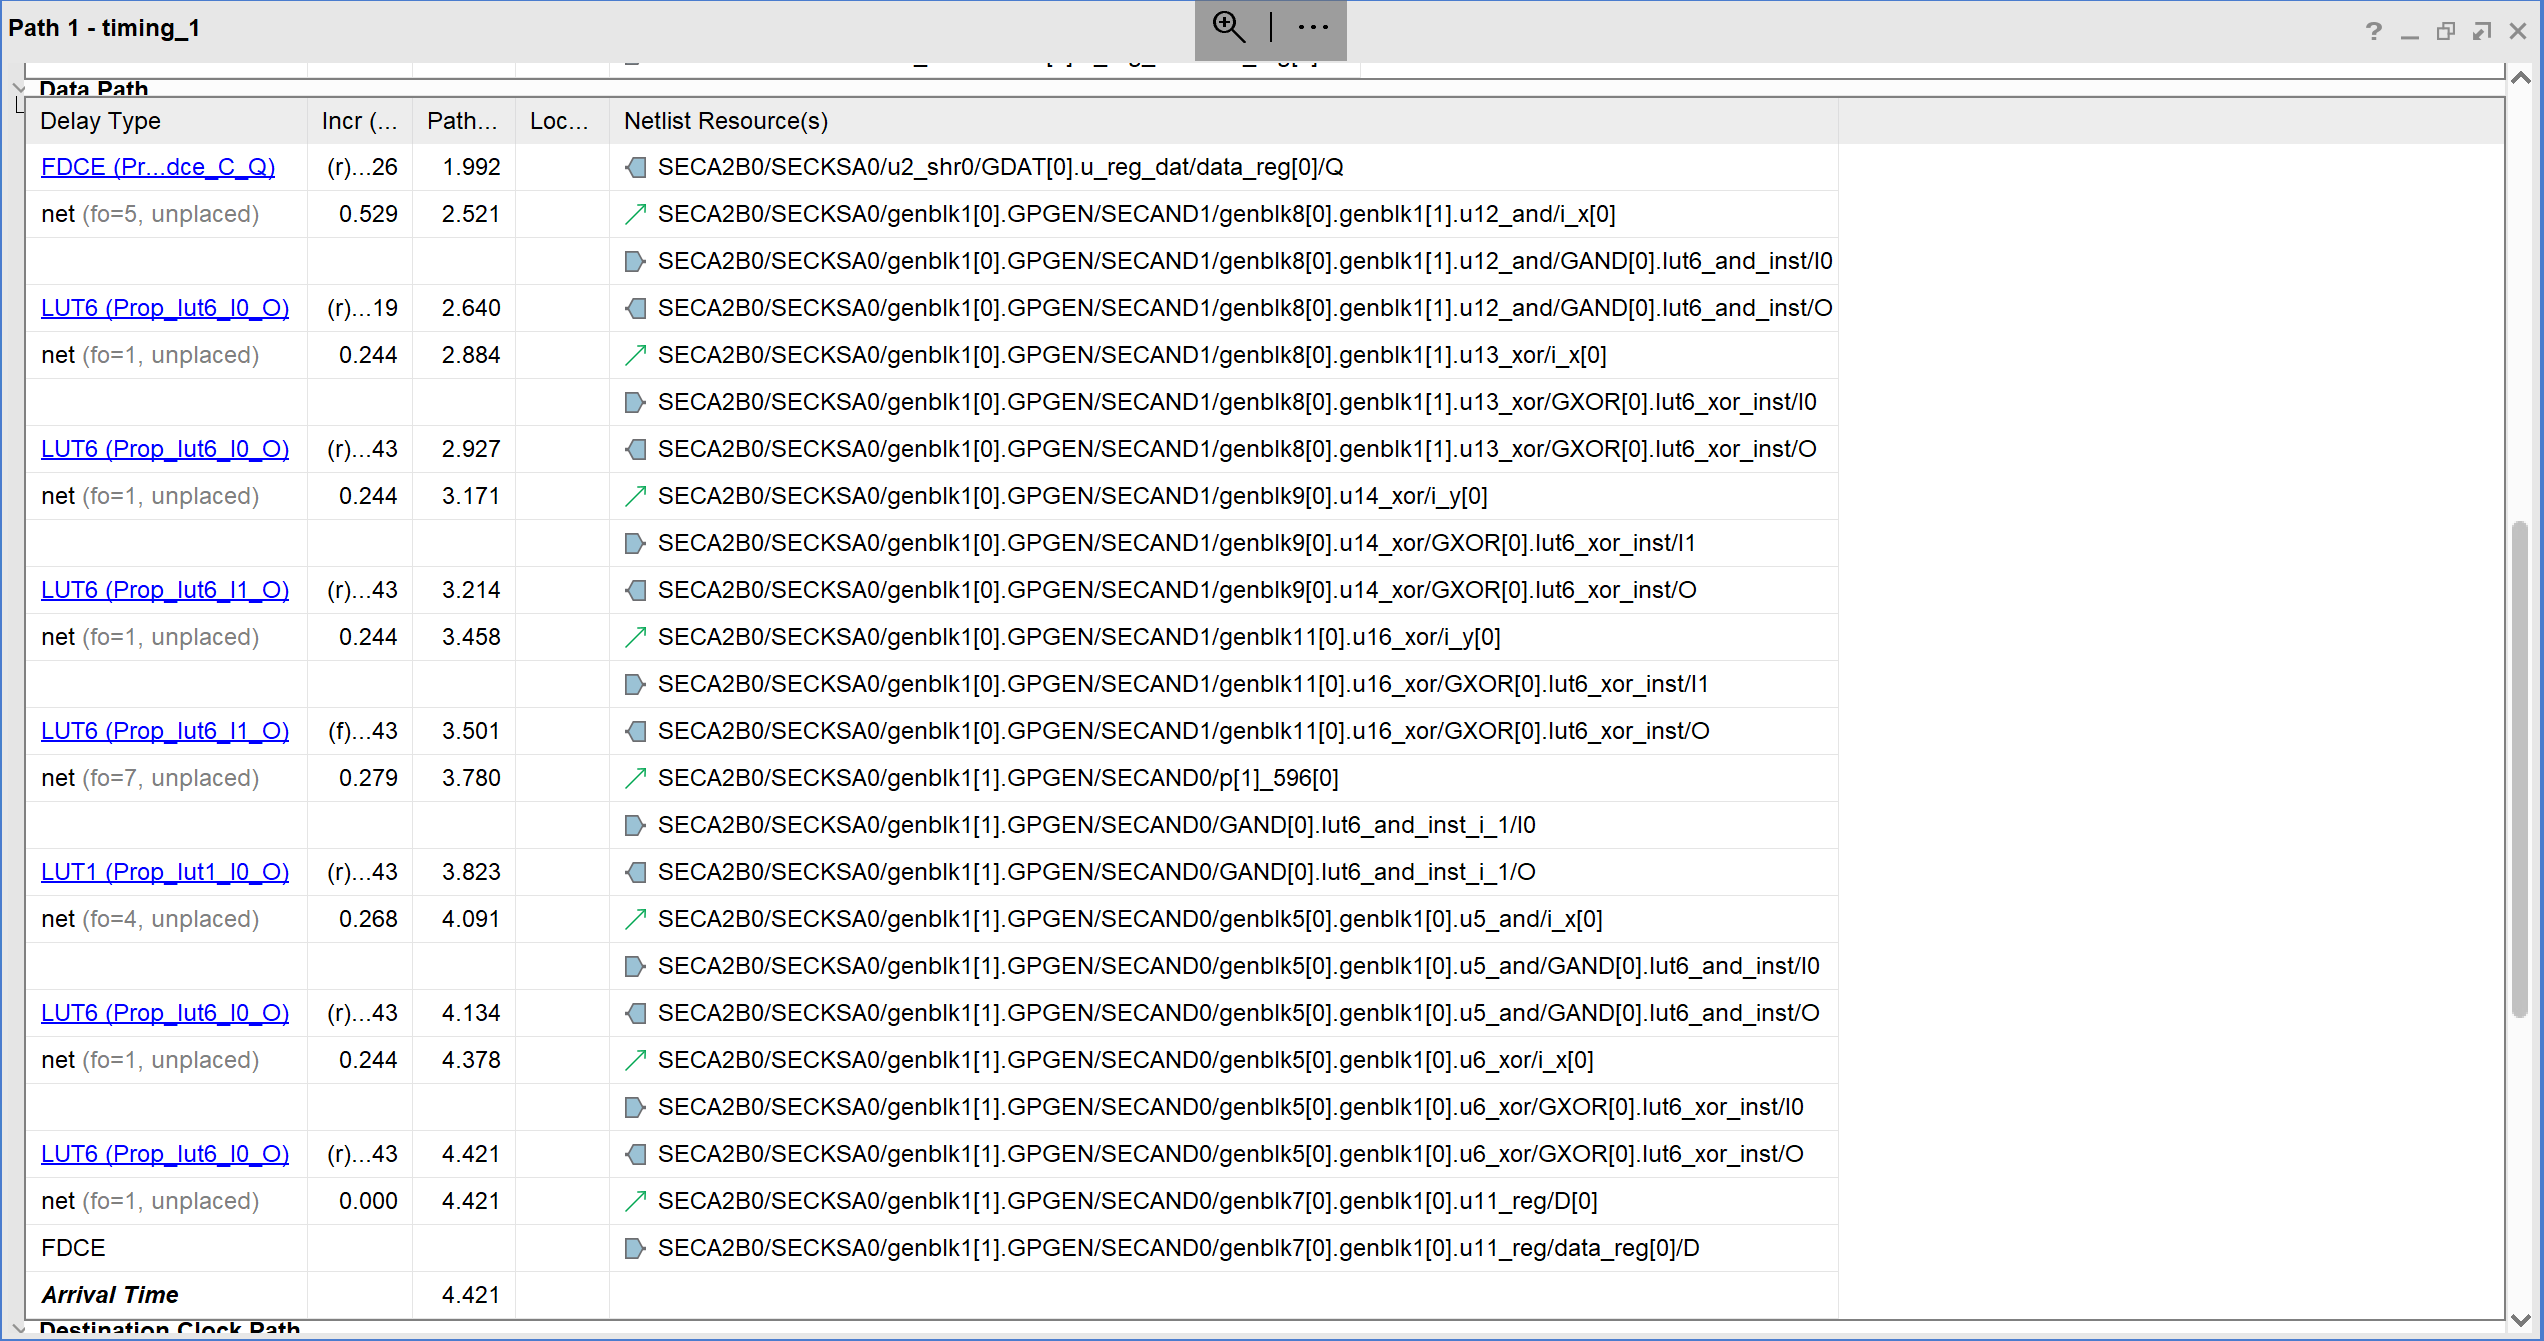 Path 1 - timing_1
Data Path
Delay Type Incr (... Path... Loc... Netlist Resource(s)
FDCE (Pr...dce_C_Q) (r)...26 1.992 SECA2B0/SECKSA0/u2_shr0/GDAT[0].u_reg_dat/data_reg[0]/Q
net (fo=5, unplaced) 0.529 2.521 SECA2B0/SECKSA0/genblk1[0].GPGEN/SECAND1/genblk8[0].genblk1[1].u12_and/i_x[0]
SECA2B0/SECKSA0/genblk1[0].GPGEN/SECAND1/genblk8[0].genblk1[1].u12_and/GAND[0].lut6_and_inst/I0
LUT6 (Prop_lut6_I0_O) (r)...19 2.640 SECA2B0/SECKSA0/genblk1[0].GPGEN/SECAND1/genblk8[0].genblk1[1].u12_and/GAND[0].lut6_and_inst/O
net (fo=1, unplaced) 0.244 2.884 SECA2B0/SECKSA0/genblk1[0].GPGEN/SECAND1/genblk8[0].genblk1[1].u13_xor/i_x[0]
SECA2B0/SECKSA0/genblk1[0].GPGEN/SECAND1/genblk8[0].genblk1[1].u13_xor/GXOR[0].lut6_xor_inst/I0
LUT6 (Prop_lut6_I0_O) (r)...43 2.927 SECA2B0/SECKSA0/genblk1[0].GPGEN/SECAND1/genblk8[0].genblk1[1].u13_xor/GXOR[0].lut6_xor_inst/O
net (fo=1, unplaced) 0.244 3.171 SECA2B0/SECKSA0/genblk1[0].GPGEN/SECAND1/genblk9[0].u14_xor/i_y[0]
SECA2B0/SECKSA0/genblk1[0].GPGEN/SECAND1/genblk9[0].u14_xor/GXOR[0].lut6_xor_inst/I1
LUT6 (Prop_lut6_I1_O) (r)...43 3.214 SECA2B0/SECKSA0/genblk1[0].GPGEN/SECAND1/genblk9[0].u14_xor/GXOR[0].lut6_xor_inst/O
net (fo=1, unplaced) 0.244 3.458 SECA2B0/SECKSA0/genblk1[0].GPGEN/SECAND1/genblk11[0].u16_xor/i_y[0]
SECA2B0/SECKSA0/genblk1[0].GPGEN/SECAND1/genblk11[0].u16_xor/GXOR[0].lut6_xor_inst/I1
LUT6 (Prop_lut6_I1_O) (f)...43 3.501 SECA2B0/SECKSA0/genblk1[0].GPGEN/SECAND1/genblk11[0].u16_xor/GXOR[0].lut6_xor_inst/O
net (fo=7, unplaced) 0.279 3.780 SECA2B0/SECKSA0/genblk1[1].GPGEN/SECAND0/p[1]_596[0]
SECA2B0/SECKSA0/genblk1[1].GPGEN/SECAND0/GAND[0].lut6_and_inst_i_1/I0
LUT1 (Prop_lut1_I0_O) (r)...43 3.823 SECA2B0/SECKSA0/genblk1[1].GPGEN/SECAND0/GAND[0].lut6_and_inst_i_1/O
net (fo=4, unplaced) 0.268 4.091 SECA2B0/SECKSA0/genblk1[1].GPGEN/SECAND0/genblk5[0].genblk1[0].u5_and/i_x[0]
SECA2B0/SECKSA0/genblk1[1].GPGEN/SECAND0/genblk5[0].genblk1[0].u5_and/GAND[0].lut6_and_inst/I0
LUT6 (Prop_lut6_I0_O) (r)...43 4.134 SECA2B0/SECKSA0/genblk1[1].GPGEN/SECAND0/genblk5[0].genblk1[0].u5_and/GAND[0].lut6_and_inst/O
net (fo=1, unplaced) 0.244 4.378 SECA2B0/SECKSA0/genblk1[1].GPGEN/SECAND0/genblk5[0].genblk1[0].u6_xor/i_x[0]
SECA2B0/SECKSA0/genblk1[1].GPGEN/SECAND0/genblk5[0].genblk1[0].u6_xor/GXOR[0].lut6_xor_inst/I0
LUT6 (Prop_lut6_I0_O) (r)...43 4.421 SECA2B0/SECKSA0/genblk1[1].GPGEN/SECAND0/genblk5[0].genblk1[0].u6_xor/GXOR[0].lut6_xor_inst/O
net (fo=1, unplaced) 0.000 4.421 SECA2B0/SECKSA0/genblk1[1].GPGEN/SECAND0/genblk7[0].genblk1[0].u11_reg/D[0]
FDCE SECA2B0/SECKSA0/genblk1[1].GPGEN/SECAND0/genblk7[0].genblk1[0].u11_reg/data_reg[0]/D
Arrival Time 4.421
Destination Clock Path